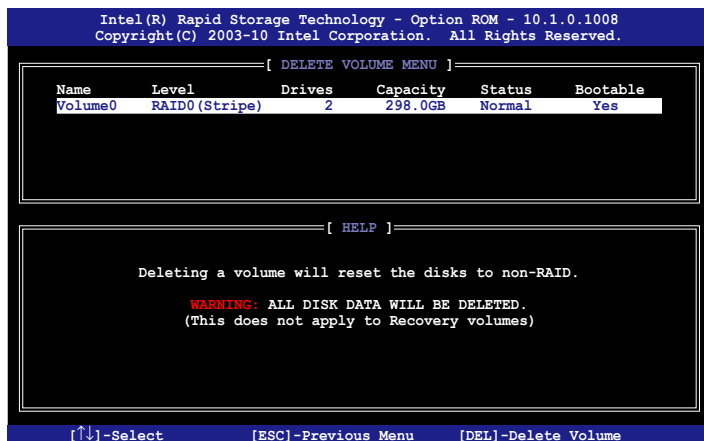 Intel(R) Rapid Storage Technology - Option ROM - 10.1.0.1008
Copyright(C) 2003-10 Intel Corporation. All Rights Reserved.
[ DELETE VOLUME MENU ]
Name Level Drives Capacity Status Bootable
Volume0 RAID0(Stripe) 2 298.0GB Normal Yes
[ HELP ]
Deleting a volume will reset the disks to non-RAID.
WARNING: ALL DISK DATA WILL BE DELETED.
(This does not apply to Recovery volumes)
[↑↓]-Select [ESC]-Previous Menu [DEL]-Delete Volume